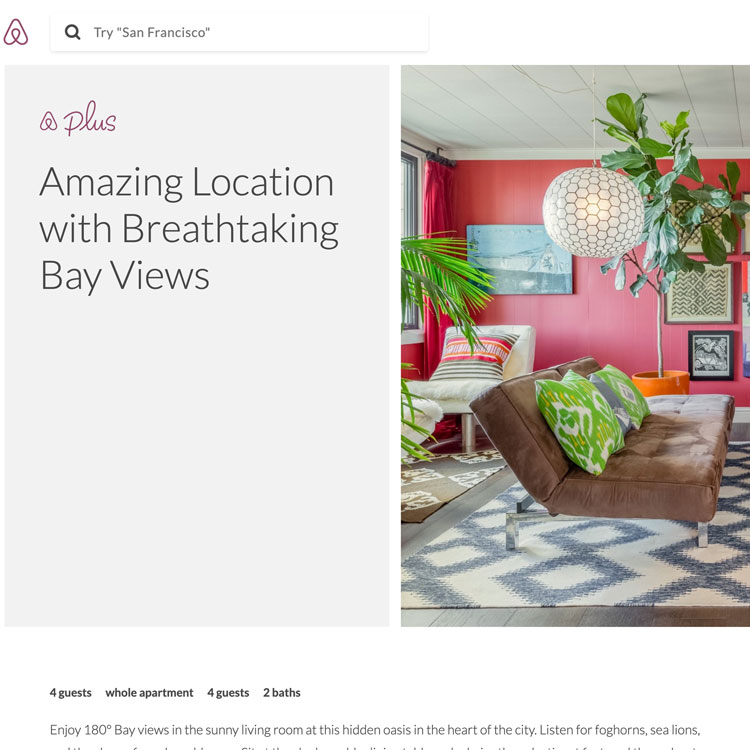 Try "San Francisco"
plus
Amazing Location
with Breathtaking
Bay Views
4 guests whole apartment 4 guests 2 baths
Enjoy 180° Bay views in the sunny living room at this hidden oasis in the heart of the city. Listen for foghorns, sea lions,